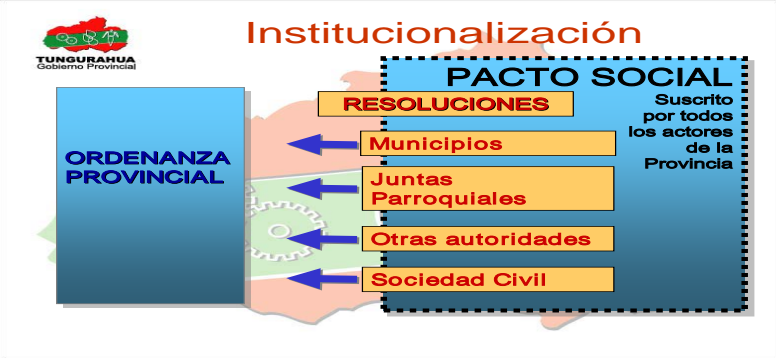 Institucionalización
TUNGURAHUA
Gobierno Provincial
PACTO SOCIAL
Suscrito
por todos
los actores
de la
Provincia
RESOLUCIONES
Municipios
Juntas
Parroquiales
Otras autoridades
Sociedad Civil
ORDENANZA
PROVINCIAL